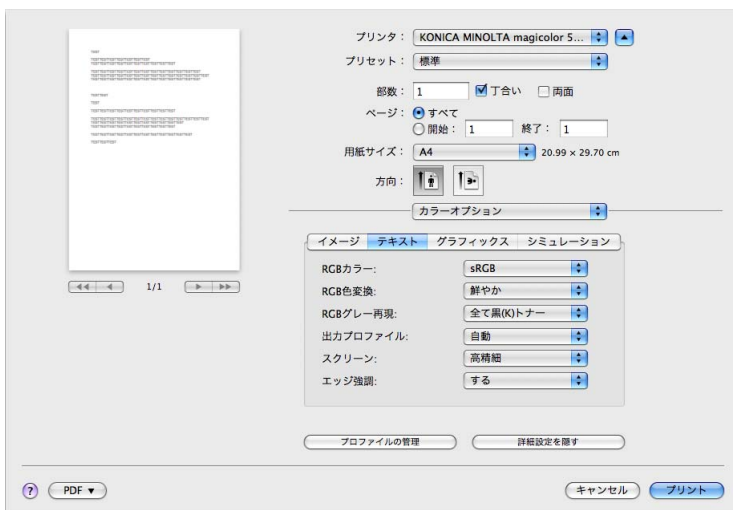 プリンタ： KONICA MINOLTA magicolor 5...
プリセット： 標準
部数： 1 丁合い 両面
ページ： すべて
開始： 1 終了： 1
用紙サイズ： A4 20.99 × 29.70 cm
方向：
カラーオプション
イメージ テキスト グラフィックス シミュレーション
RGBカラー: sRGB
RGB色変換: 鮮やか
RGBグレー再現: 全て黒(K)トナー
出力プロファイル: 自動
スクリーン: 高精細
エッジ強調: する
1/1
プロファイルの管理 詳細設定を隠す
? PDF ▼ キャンセル プリント